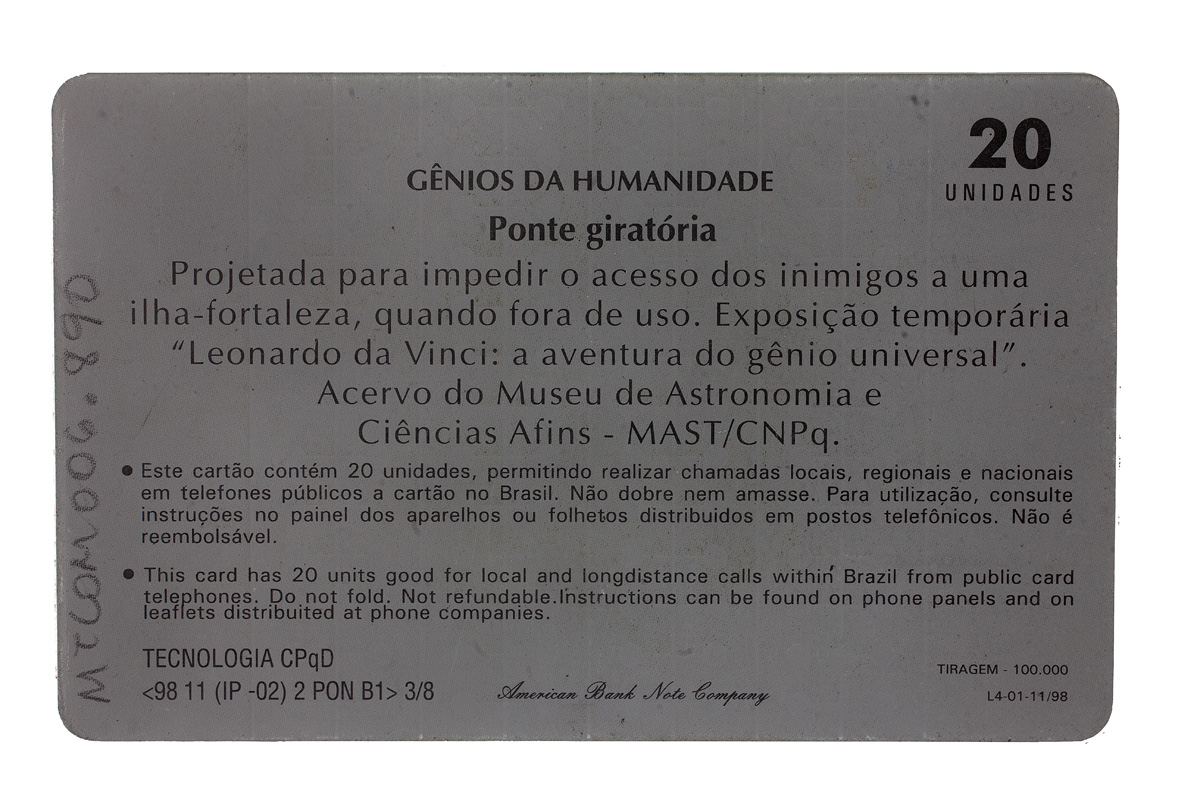 20
UNIDADES
GÊNIOS DA HUMANIDADE
Ponte giratória
Projetada para impedir o acesso dos inimigos a uma
ilha-fortaleza, quando fora de uso. Exposição temporária
“Leonardo da Vinci: a aventura do gênio universal”.
Acervo do Museu de Astronomia e
Ciências Afins - MAST/CNPq.
● Este cartão contém 20 unidades, permitindo realizar chamadas locais, regionais e nacionais
em telefones públicos a cartão no Brasil. Não dobre nem amasse. Para utilização, consulte
instruções no painel dos aparelhos ou folhetos distribuidos em postos telefônicos. Não é
reembolsável.
● This card has 20 units good for local and longdistance calls within Brazil from public card
telephones. Do not fold. Not refundable.Instructions can be found on phone panels and on
leaflets distribuited at phone companies.
TECNOLOGIA CPqD
<98 11 (IP -02) 2 PON B1> 3/8
American Bank Note Company
TIRAGEM - 100.000
L4-01-11/98